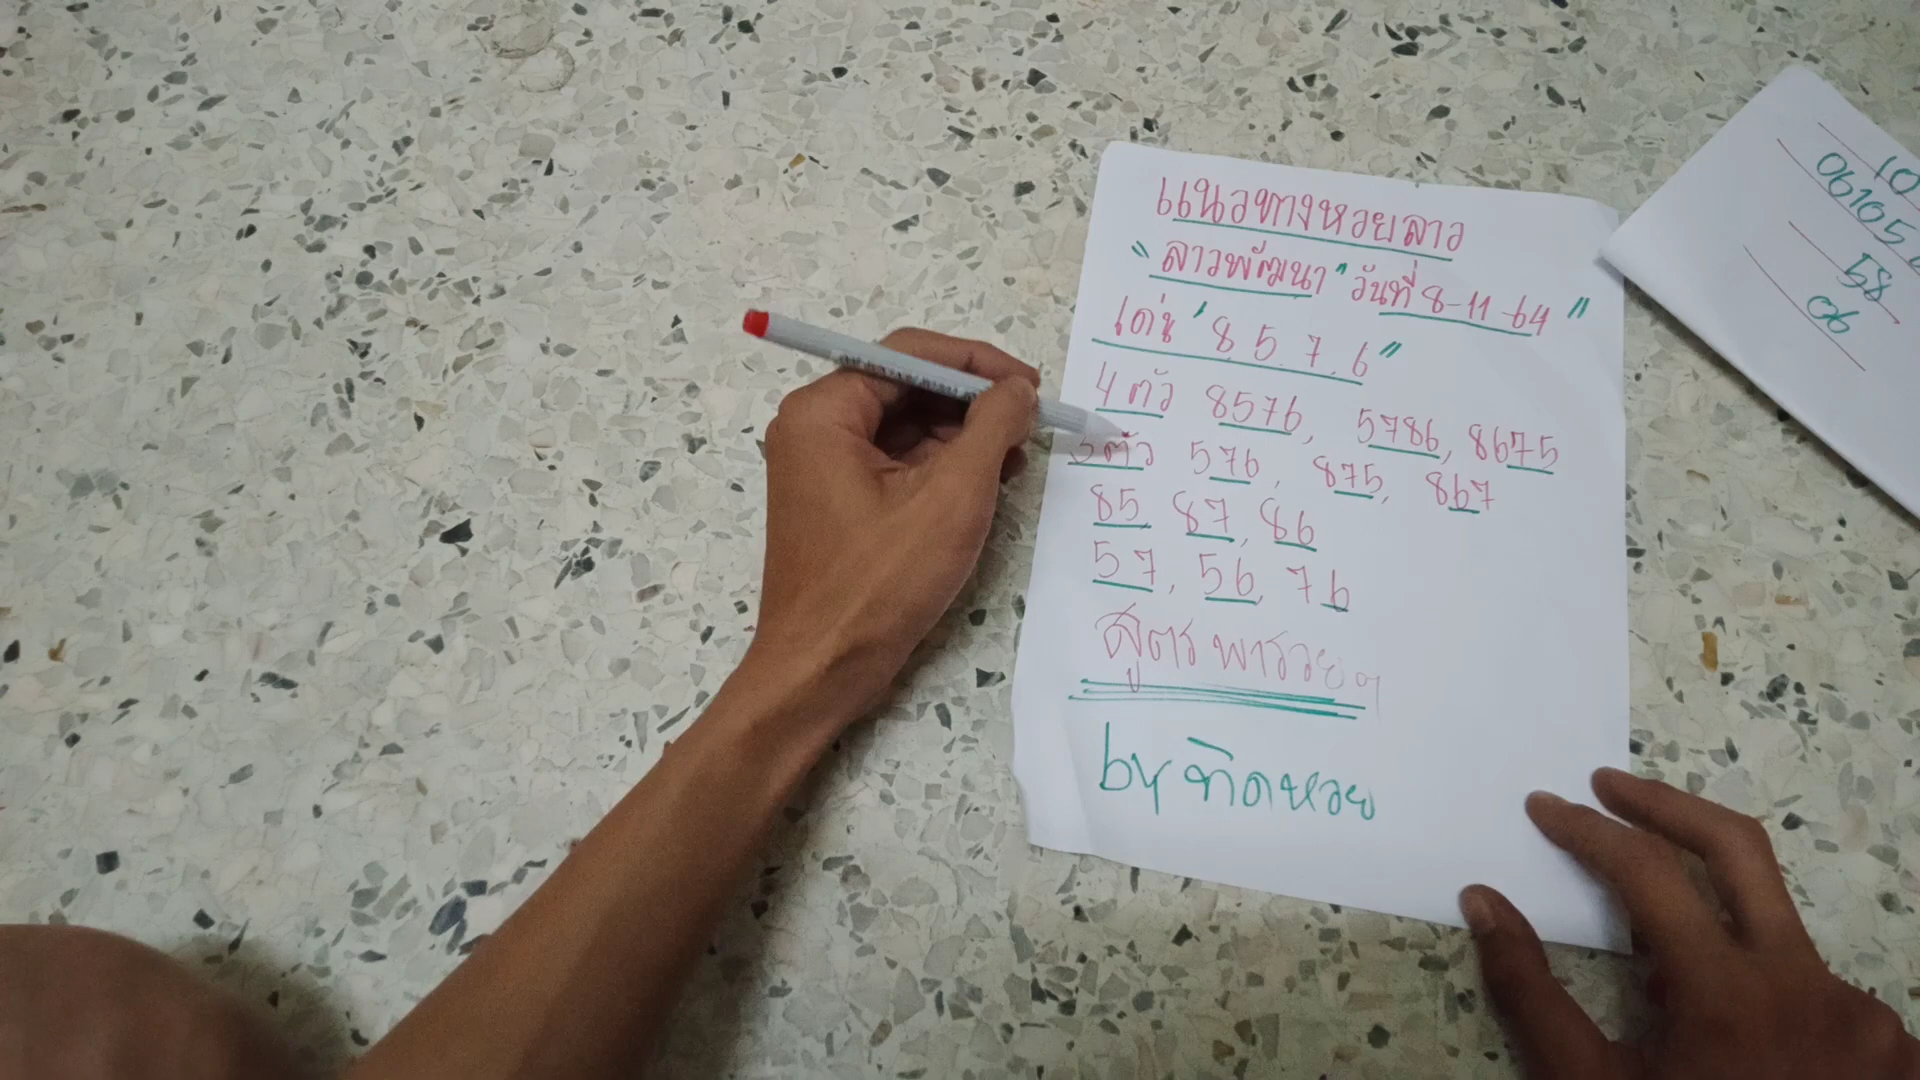 แนวทางหวยลาว
"ลาวพัฒนา" วันที่ 8-11-64"
เด่น "8 5. 7. 6"
4 ตัว 8576, 5786, 8675
3ตัว 576, 875, 867
85 87, 86
57, 56, 76
สูตร พารวยๆ
by ทิดหวย
10
06105
58
06